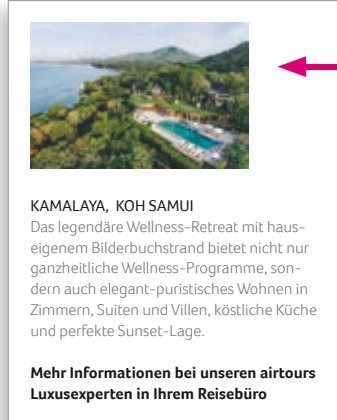 KAMALAYA, KOH SAMUI
Das legendäre Wellness-Retreat mit haus-
eigenem Bilderbuchstrand bietet nicht nur
ganzheitliche Wellness-Programme, son-
dern auch elegant-puristisches Wohnen in
Zimmern, Suiten und Villen, köstliche Küche
und perfekte Sunset-Lage.
Mehr Informationen bei unseren airtours
Luxusexperten in Ihrem Reisebüro